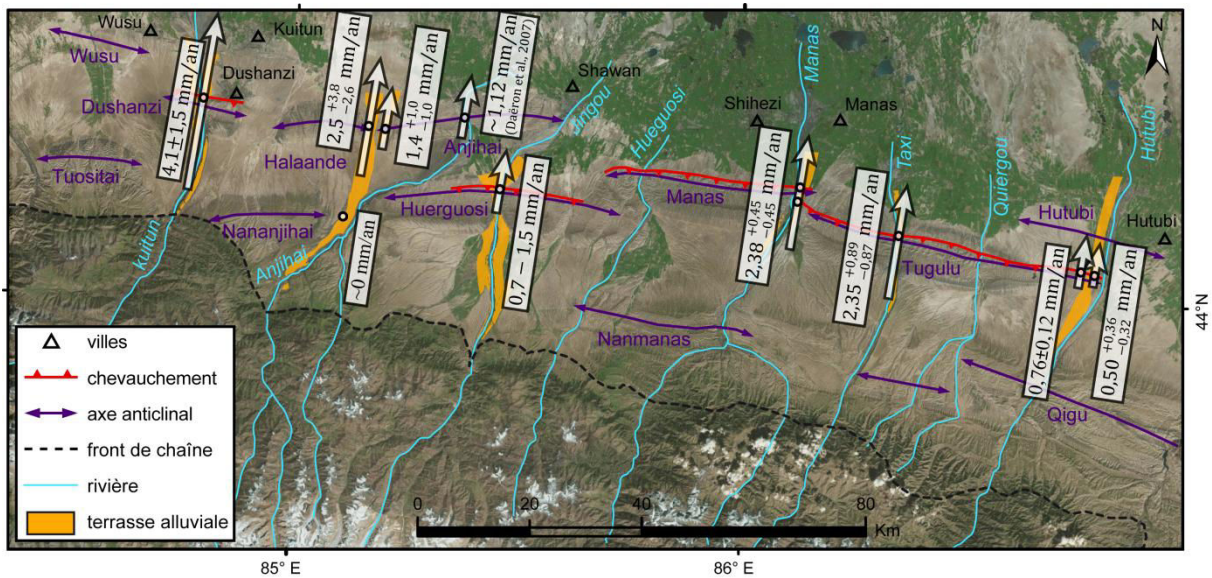 Wusu
Kuitun
Wusu
Dushanzi
Dushanzi
4,1±1,5 mm/an
Tuositai
kuitun
2,5 +3,8 −2,6 mm/an
Halaande
1,4 +1,0 −1,0 mm/an
Anjihai
~1,12 mm/an
(Daëron et al., 2007)
Shawan
Jingou
Nananjihai
Anjihai
~0 mm/an
Huerguosi
0,7 – 1,5 mm/an
Hueguosi
Shihezi
Manas
Manas
Manas
2,38 +0,45 −0,45 mm/an
Nanmanas
Taxi
2,35 +0,89 −0,87 mm/an
Tugulu
Quiergou
Hutubi
Hutubi
Hutubi
0,76±0,12 mm/an
0,50 +0,36 −0,32 mm/an
Qigu
N
44°N
villes
chevauchement
axe anticlinal
front de chaîne
rivière
terrasse alluviale
0 20 40 60 80
Km
85° E
86° E